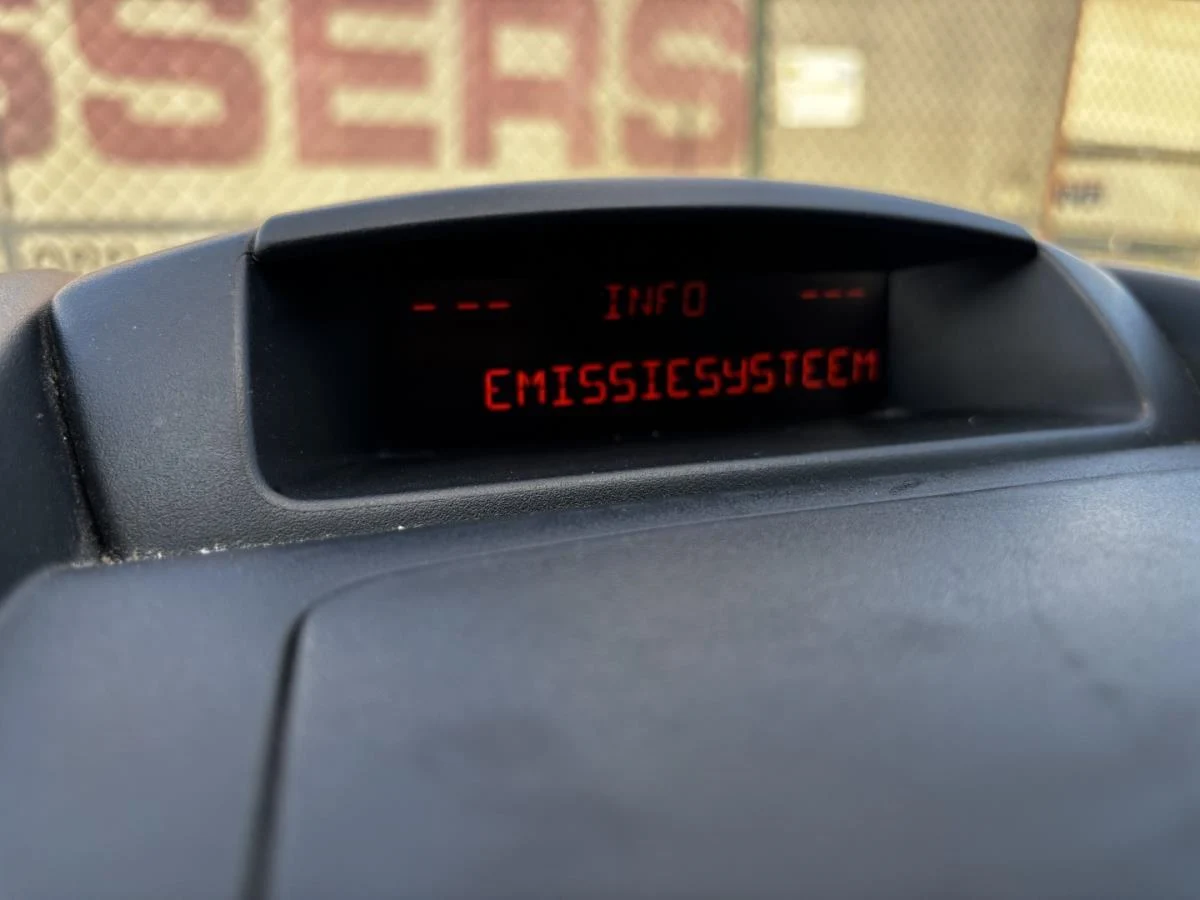 SSERS
- -- INFO ---
EMISSIESYSTEEM